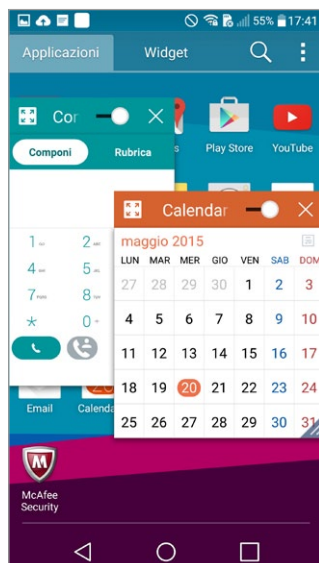 55% 17:41
Applicazioni Widget
Cor
Play Store YouTube
Componi Rubrica
Calendar
maggio 2015
LUN MAR MER GIO VEN SAB DOM
27 28 29 30 1 2 3
4 5 6 7 8 9 10
11 12 13 14 15 16 17
18 19 20 21 22 23 24
25 26 27 28 29 30 31
1 2
4 5
7 8
* 0 +
Email Calenda
McAfee
Security